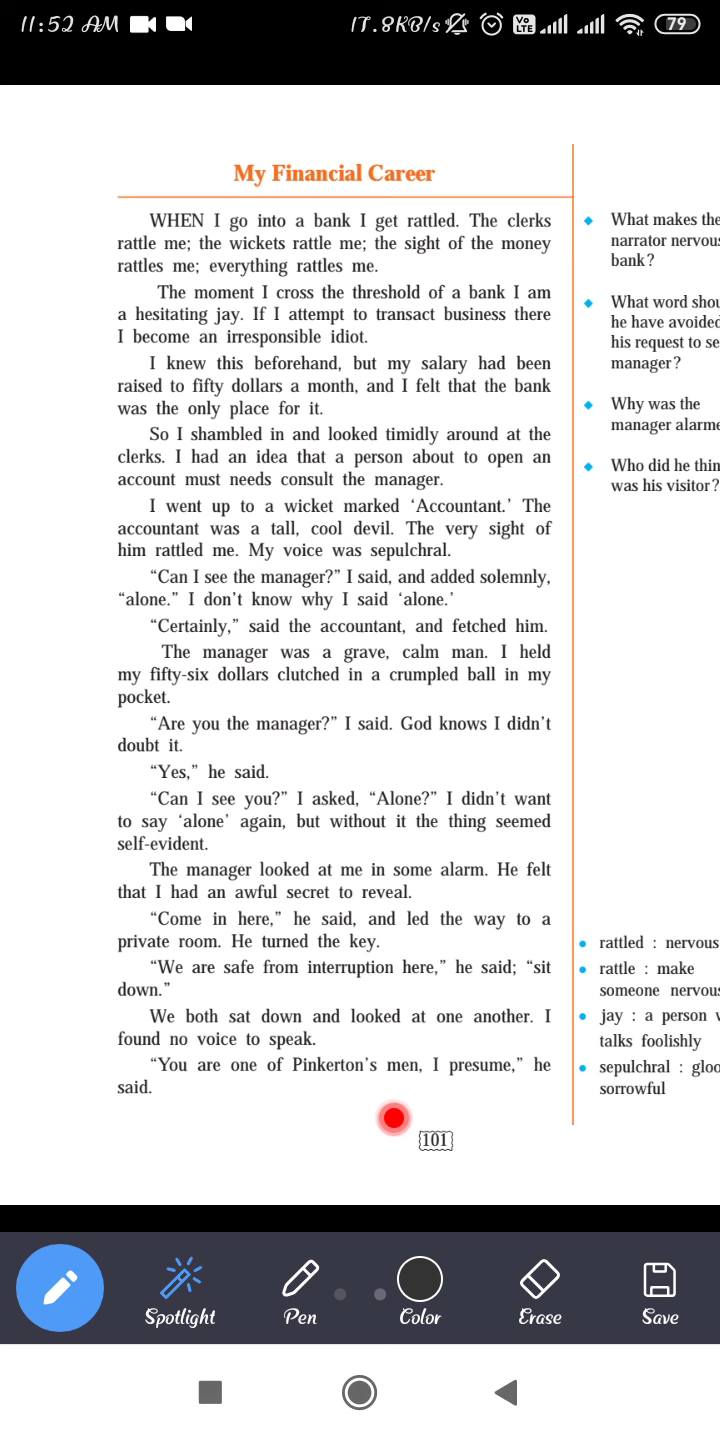 11:52 AM
17.8KB/s
Vo LTE
79
My Financial Career
WHEN I go into a bank I get rattled. The clerks
rattle me; the wickets rattle me; the sight of the money
rattles me; everything rattles me.
The moment I cross the threshold of a bank I am
a hesitating jay. If I attempt to transact business there
I become an irresponsible idiot.
I knew this beforehand, but my salary had been
raised to fifty dollars a month, and I felt that the bank
was the only place for it.
So I shambled in and looked timidly around at the
clerks. I had an idea that a person about to open an
account must needs consult the manager.
I went up to a wicket marked ‘Accountant.’ The
accountant was a tall, cool devil. The very sight of
him rattled me. My voice was sepulchral.
“Can I see the manager?” I said, and added solemnly,
“alone.” I don’t know why I said ‘alone.’
“Certainly,” said the accountant, and fetched him.
The manager was a grave, calm man. I held
my fifty-six dollars clutched in a crumpled ball in my
pocket.
“Are you the manager?” I said. God knows I didn’t
doubt it.
“Yes,” he said.
“Can I see you?” I asked, “Alone?” I didn’t want
to say ‘alone’ again, but without it the thing seemed
self-evident.
The manager looked at me in some alarm. He felt
that I had an awful secret to reveal.
“Come in here,” he said, and led the way to a
private room. He turned the key.
“We are safe from interruption here,” he said; “sit
down.”
We both sat down and looked at one another. I
found no voice to speak.
“You are one of Pinkerton’s men, I presume,” he
said.
101
What makes the
narrator
bank?
What word
he have
his request to
manager?
Why was the
manager
Who did he
was his visitor?
rattled : nervous
rattle : make
someone
jay : a person
talks foolishly
sepulchral :
sorrowful
Spotlight
Pen
Color
Erase
Save